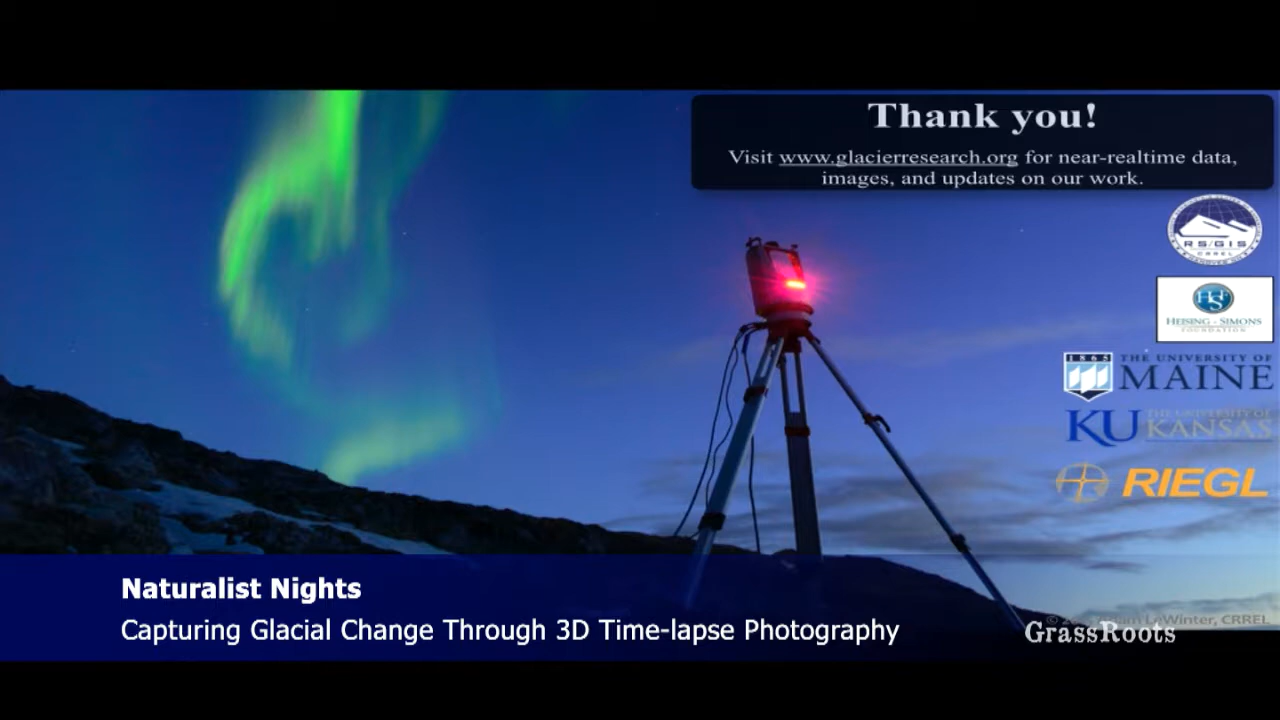 Thank you!
Visit www.glacierresearch.org for near-realtime data,
images, and updates on our work.
RS/GIS
CRREL
HSF
HEISING - SIMONS
FOUNDATION
1865
THE UNIVERSITY OF
MAINE
KU
THE UNIVERSITY OF
KANSAS
RIEGL
Naturalist Nights
Capturing Glacial Change Through 3D Time-lapse Photography
LeWinter, CRREL
GrassRoots